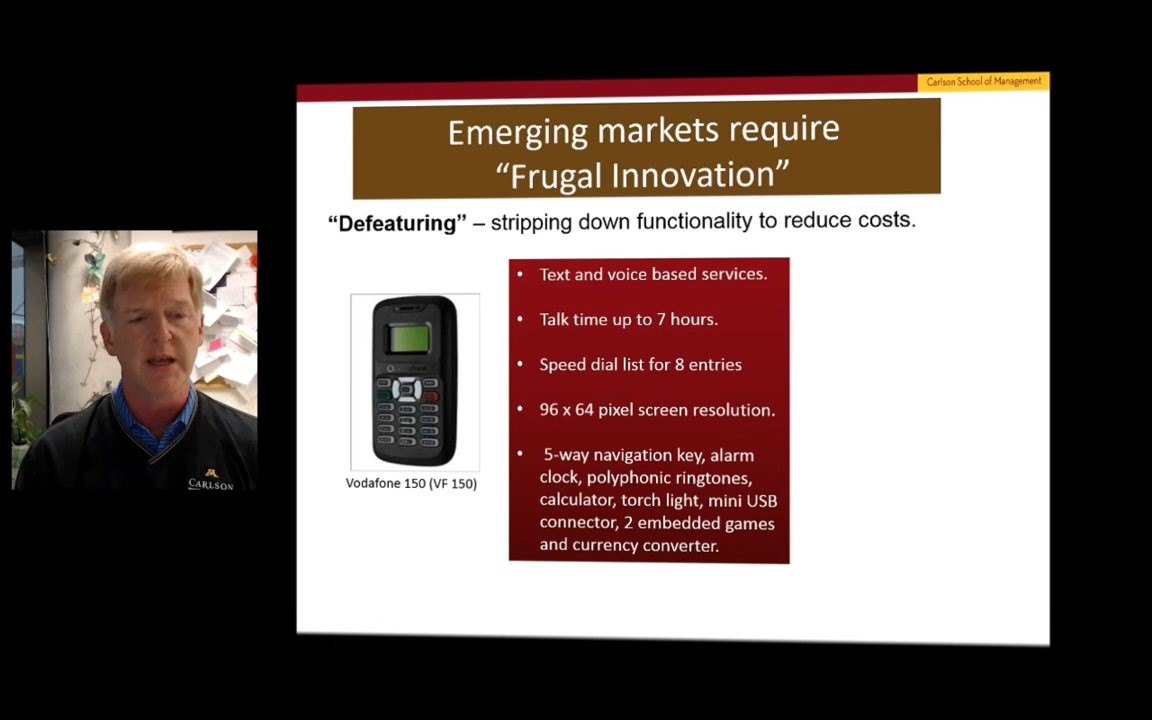 Carlson School of Management
Emerging markets require
“Frugal Innovation”
“Defeaturing” – stripping down functionality to reduce costs.
• Text and voice based services.
• Talk time up to 7 hours.
• Speed dial list for 8 entries
• 96 x 64 pixel screen resolution.
• 5-way navigation key, alarm
clock, polyphonic ringtones,
calculator, torch light, mini USB
connector, 2 embedded games
and currency converter.
Vodafone 150 (VF 150)
M
CARLSON